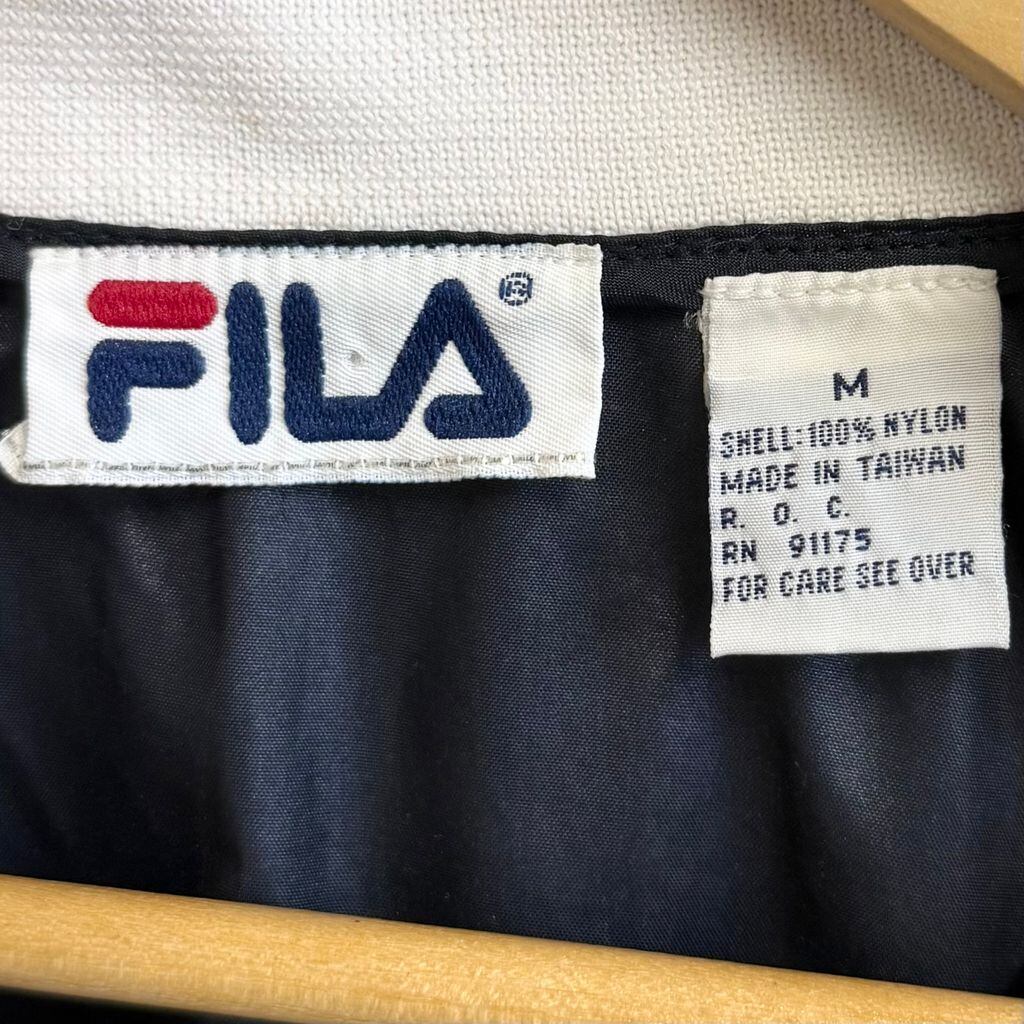 FILA®
M
SHELL:100% NYLON
MADE IN TAIWAN
R. O. C.
RN 91175
FOR CARE SEE OVER